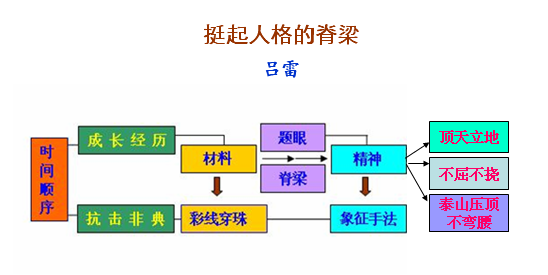 挺起人格的脊梁
吕雷
时间顺序
成长经历
材料
题眼
脊梁
精神
顶天立地
不屈不挠
泰山压顶
不弯腰
抗击非典
彩线穿珠
象征手法